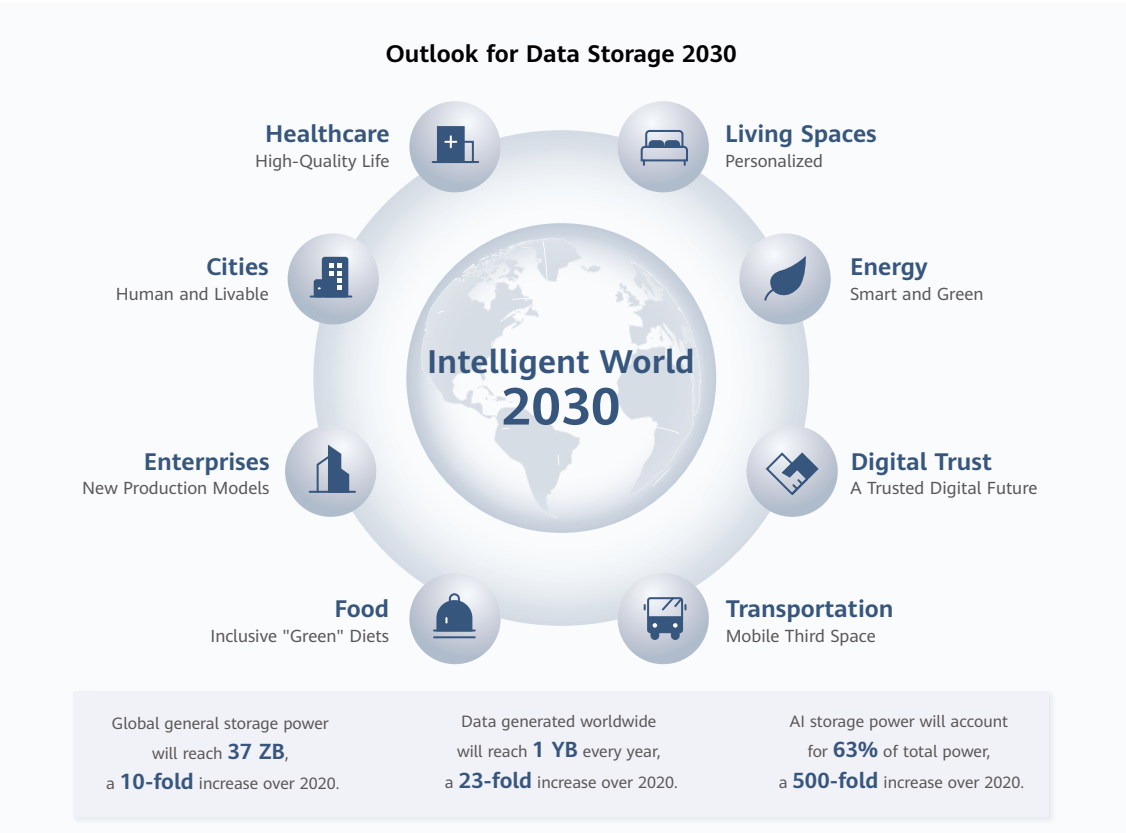 Outlook for Data Storage 2030
Healthcare
High-Quality Life
Living Spaces
Personalized
Cities
Human and Livable
Energy
Smart and Green
Intelligent World
2030
Enterprises
New Production Models
Digital Trust
A Trusted Digital Future
Food
Inclusive "Green" Diets
Transportation
Mobile Third Space
Global general storage power
will reach 37 ZB,
a 10-fold increase over 2020.
Data generated worldwide
will reach 1 YB every year,
a 23-fold increase over 2020.
AI storage power will account
for 63% of total power,
a 500-fold increase over 2020.